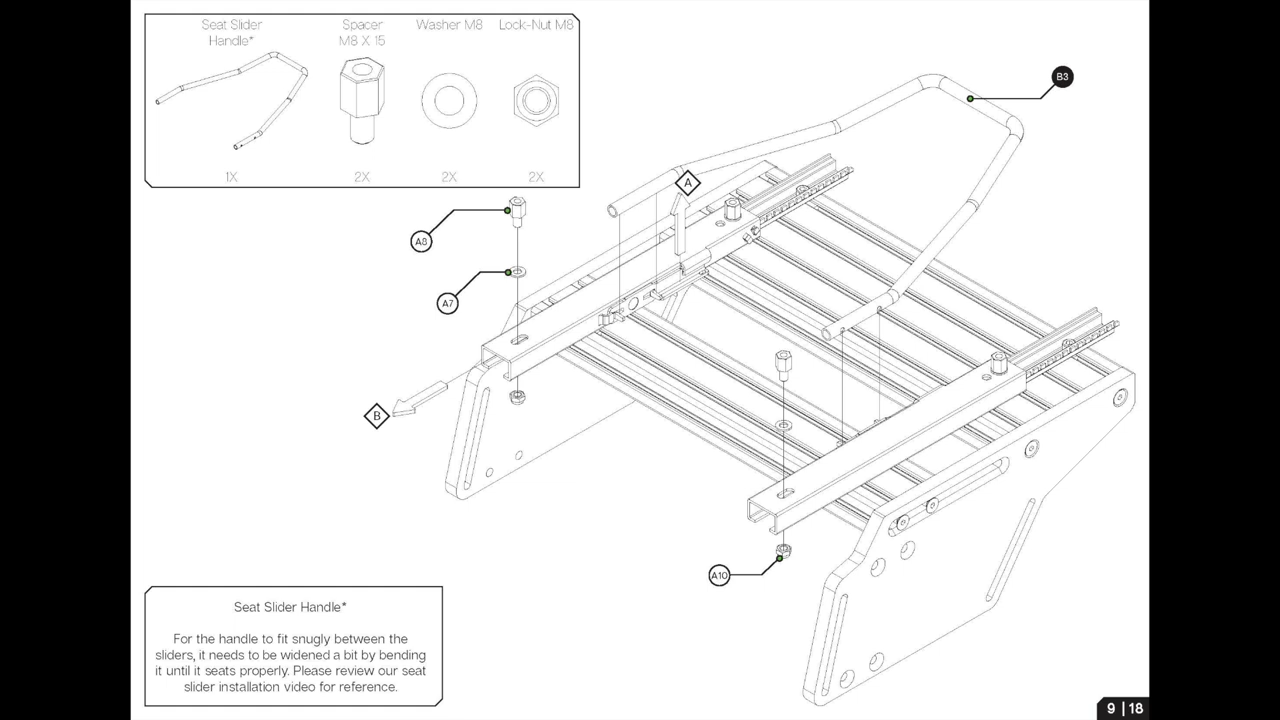 Seat Slider
Handle*
Spacer
M8 X 15
Washer M8
Lock-Nut M8
1X
2X
2X
2X
B3
A
A8
A7
B
A10
Seat Slider Handle*
For the handle to fit snugly between the
sliders, it needs to be widened a bit by bending
it until it seats properly. Please review our seat
slider installation video for reference.
9 | 18